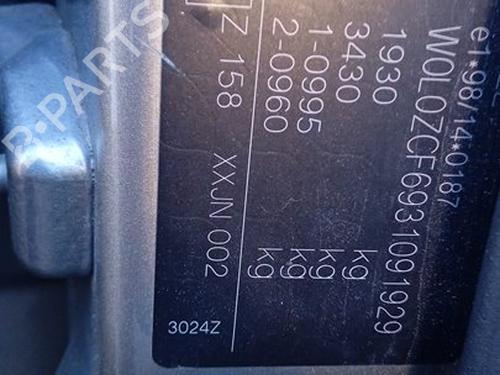 e1*98/14*0187
W0L0ZCF6931091929
1930 kg
3430 kg
1-0995 kg
2-0960 kg
Z 158 XXJN 002
3024Z
B-PARTS